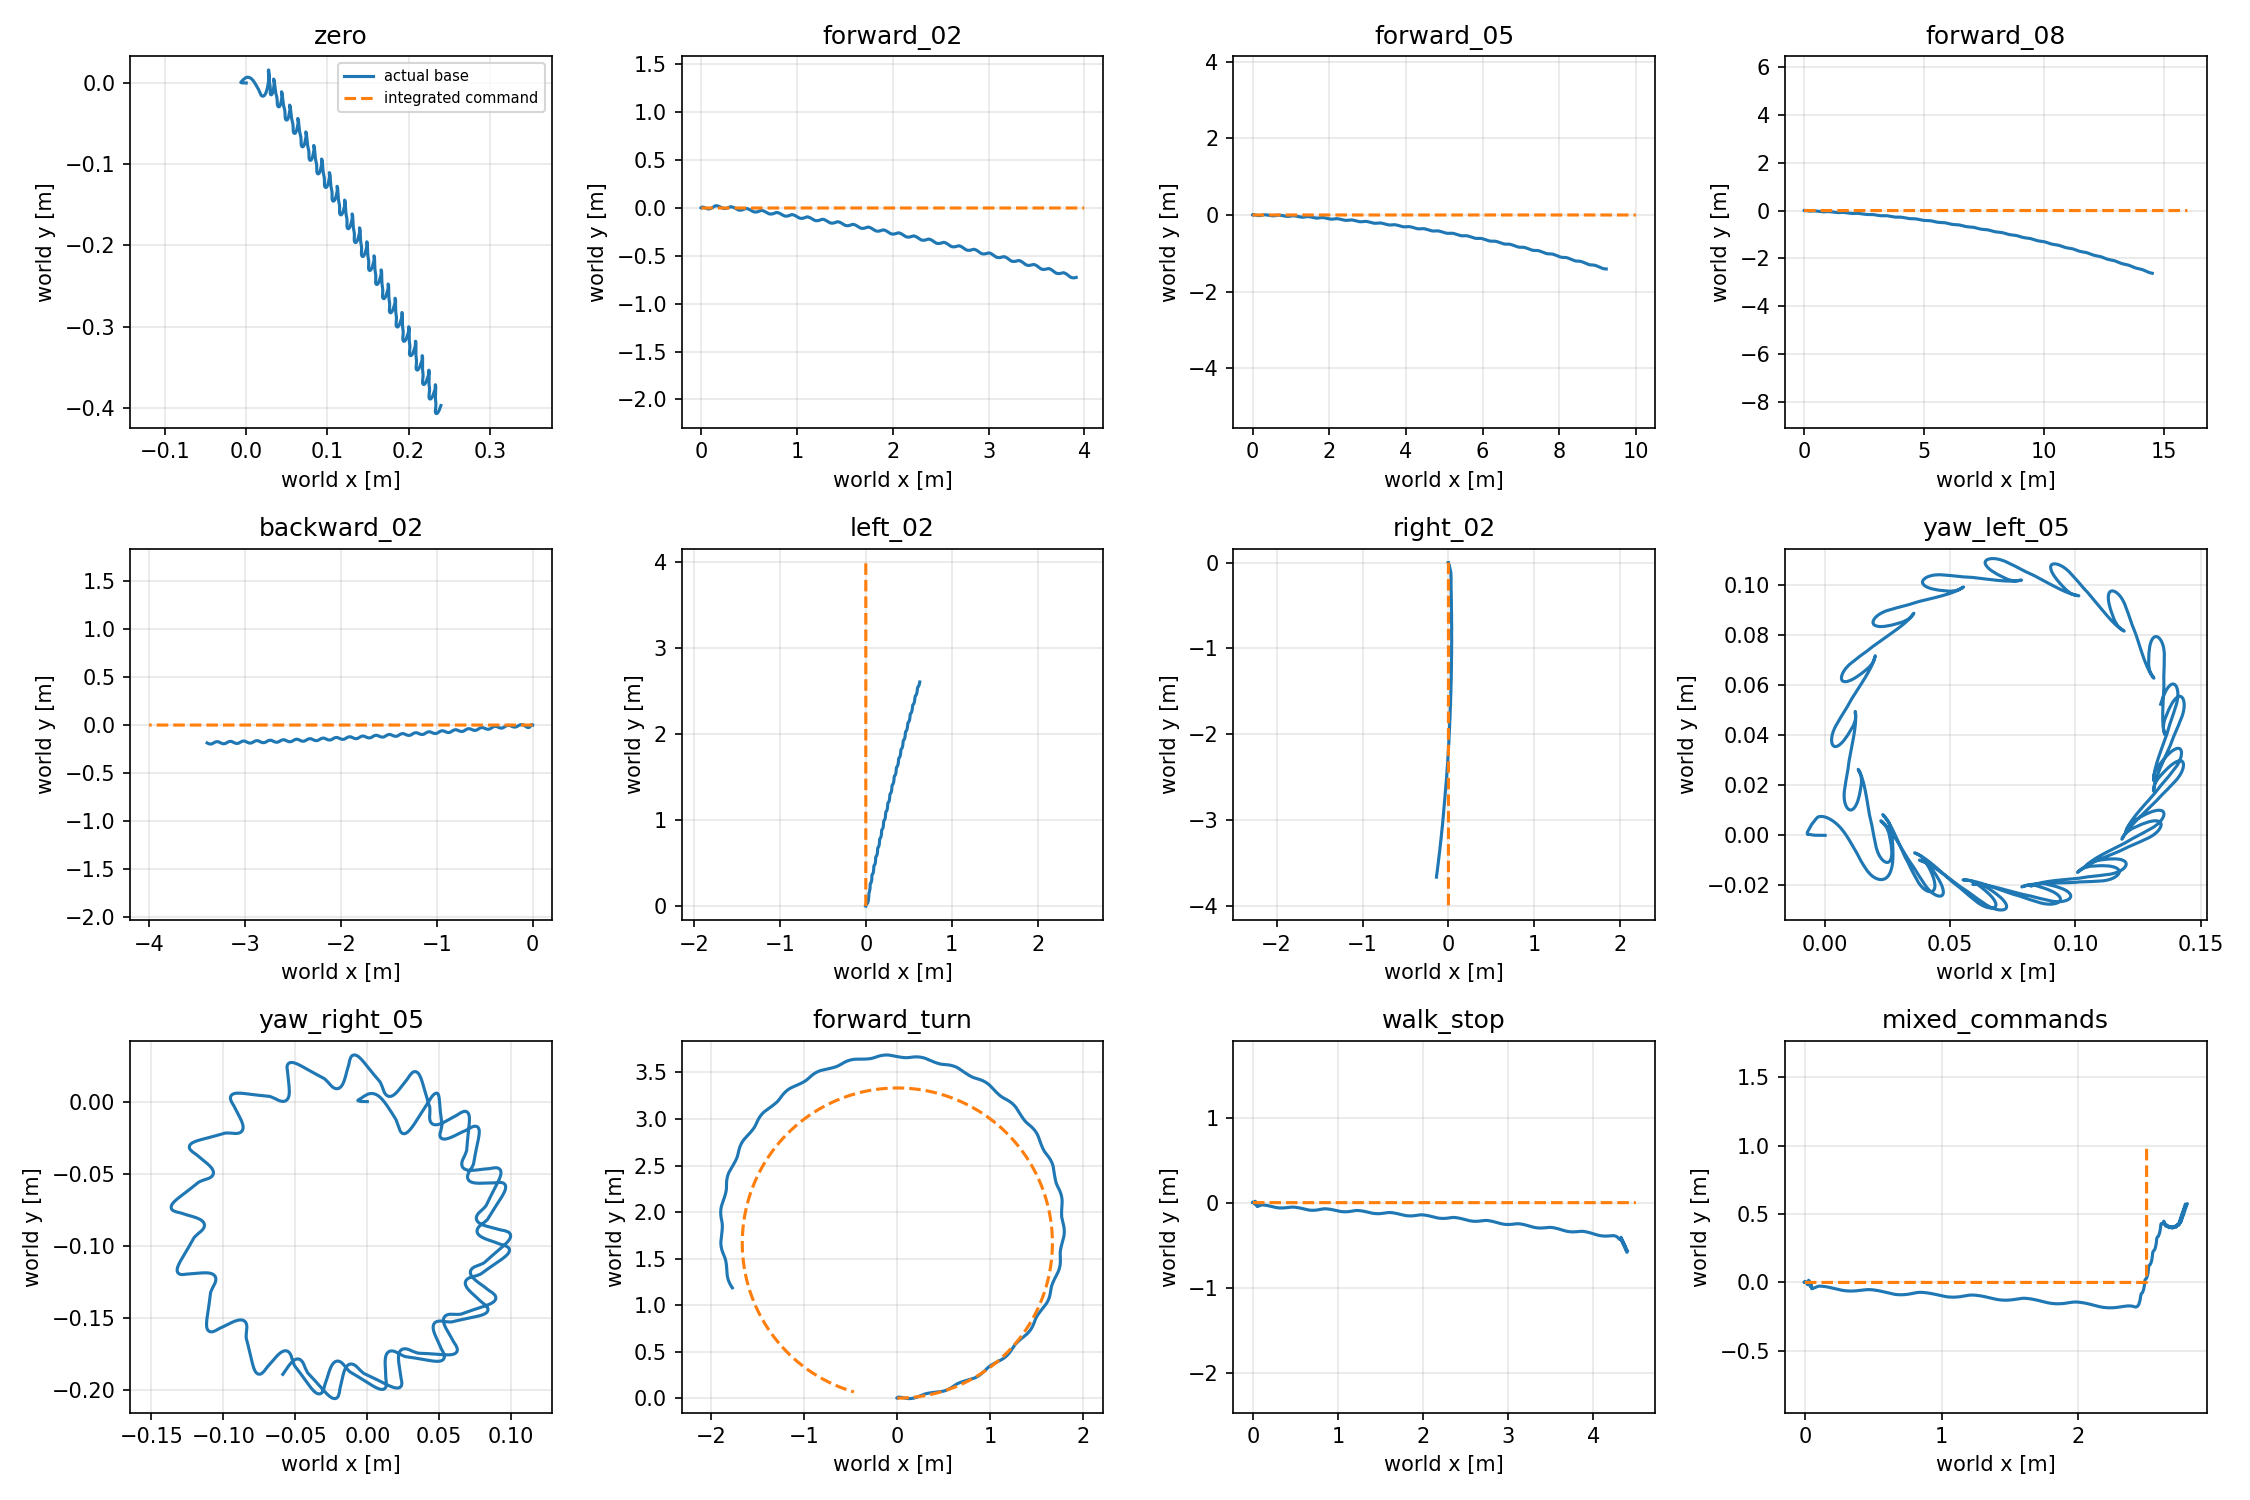 zero
0.0
−0.1
−0.2
−0.3
−0.4
world y [m]
actual base
integrated command
−0.1 0.0 0.1 0.2 0.3
world x [m]
forward_02
1.5
1.0
0.5
0.0
−0.5
−1.0
−1.5
−2.0
world y [m]
0 1 2 3 4
world x [m]
forward_05
4
2
0
−2
−4
world y [m]
0 2 4 6 8 10
world x [m]
forward_08
6
4
2
0
−2
−4
−6
−8
world y [m]
0 5 10 15
world x [m]
backward_02
1.5
1.0
0.5
0.0
−0.5
−1.0
−1.5
−2.0
world y [m]
−4 −3 −2 −1 0
world x [m]
left_02
4
3
2
1
0
world y [m]
−2 −1 0 1 2
world x [m]
right_02
0
−1
−2
−3
−4
world y [m]
−2 −1 0 1 2
world x [m]
yaw_left_05
0.10
0.08
0.06
0.04
0.02
0.00
−0.02
world y [m]
0.00 0.05 0.10 0.15
world x [m]
yaw_right_05
0.00
−0.05
−0.10
−0.15
−0.20
world y [m]
−0.15 −0.10 −0.05 0.00 0.05 0.10
world x [m]
forward_turn
3.5
3.0
2.5
2.0
1.5
1.0
0.5
0.0
world y [m]
−2 −1 0 1 2
world x [m]
walk_stop
1
0
−1
−2
world y [m]
0 1 2 3 4
world x [m]
mixed_commands
1.5
1.0
0.5
0.0
−0.5
world y [m]
0 1 2
world x [m]